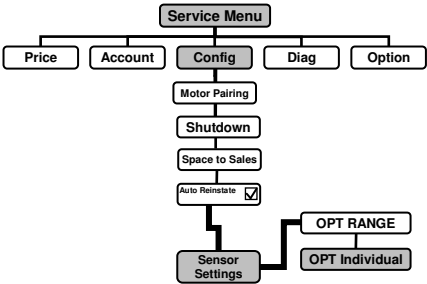 Service Menu
Price
Account
Config
Diag
Option
Motor Pairing
Shutdown
Space to Sales
Auto Reinstate
OPT RANGE
Sensor
Settings
OPT Individual